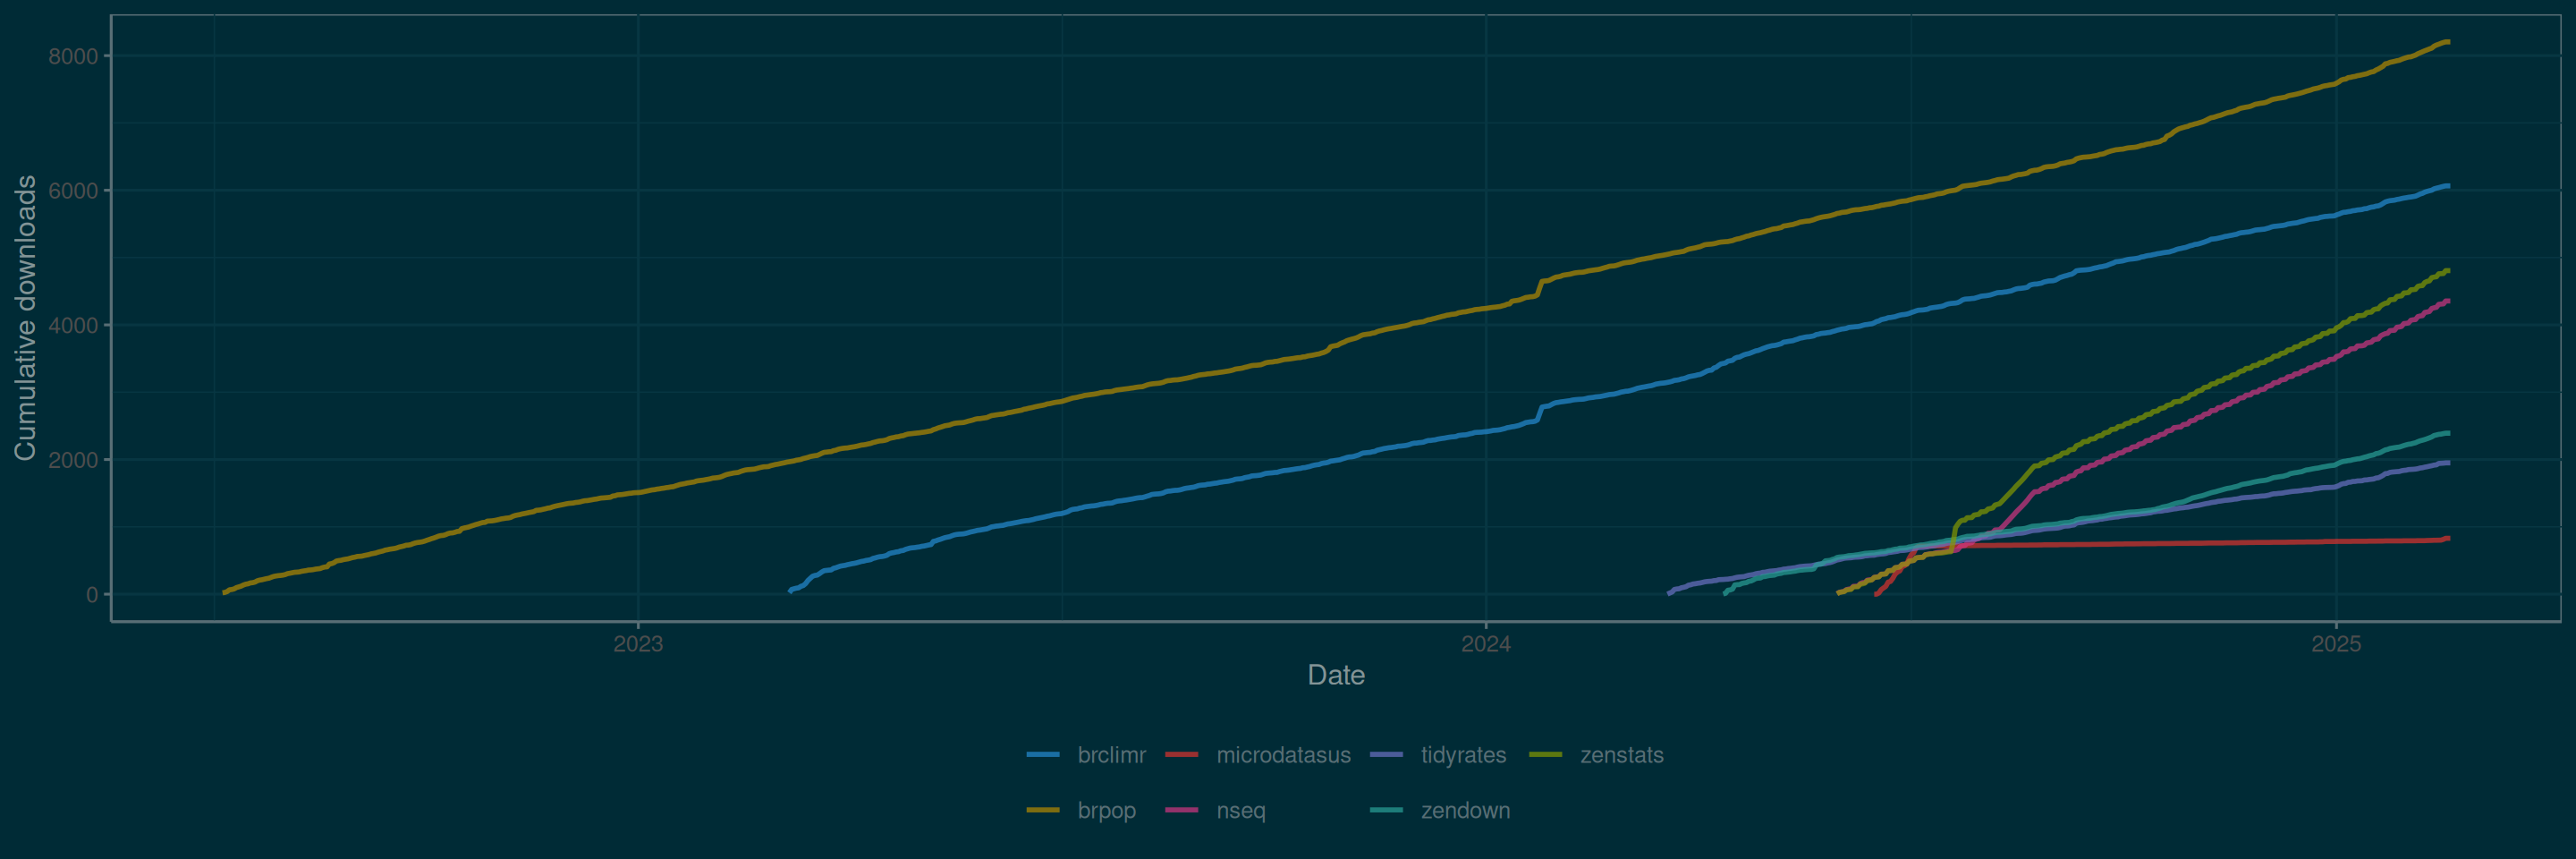 Cumulative downloads
8000
6000
4000
2000
0
2023 2024 2025
Date
brclimr microdatasus tidyrates zenstats
brpop nseq zendown